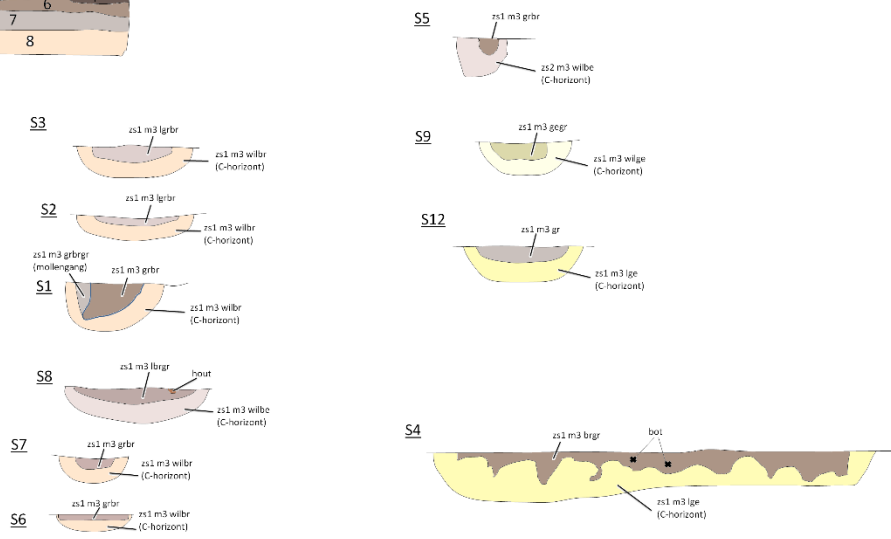 6
7
8
S3
zs1 m3 lgrbr
zs1 m3 wilbr
(C-horizont)
S2
zs1 m3 lgrbr
zs1 m3 wilbr
(C-horizont)
zs1 m3 grbrgr
(mollengang)
zs1 m3 grbr
S1
zs1 m3 wilbr
(C-horizont)
zs1 m3 lbrgr
hout
S8
zs1 m3 wilbe
(C-horizont)
S7
zs1 m3 grbr
zs1 m3 wilbr
(C-horizont)
zs1 m3 grbr
S6
zs1 m3 wilbr
(C-horizont)
S5
zs1 m3 grbr
zs2 m3 wilbe
(C-horizont)
S9
zs1 m3 gegr
zs1 m3 wilge
(C-horizont)
S12
zs1 m3 gr
zs1 m3 lge
(C-horizont)
S4
zs1 m3 brgr
bot
zs1 m3 lge
(C-horizont)